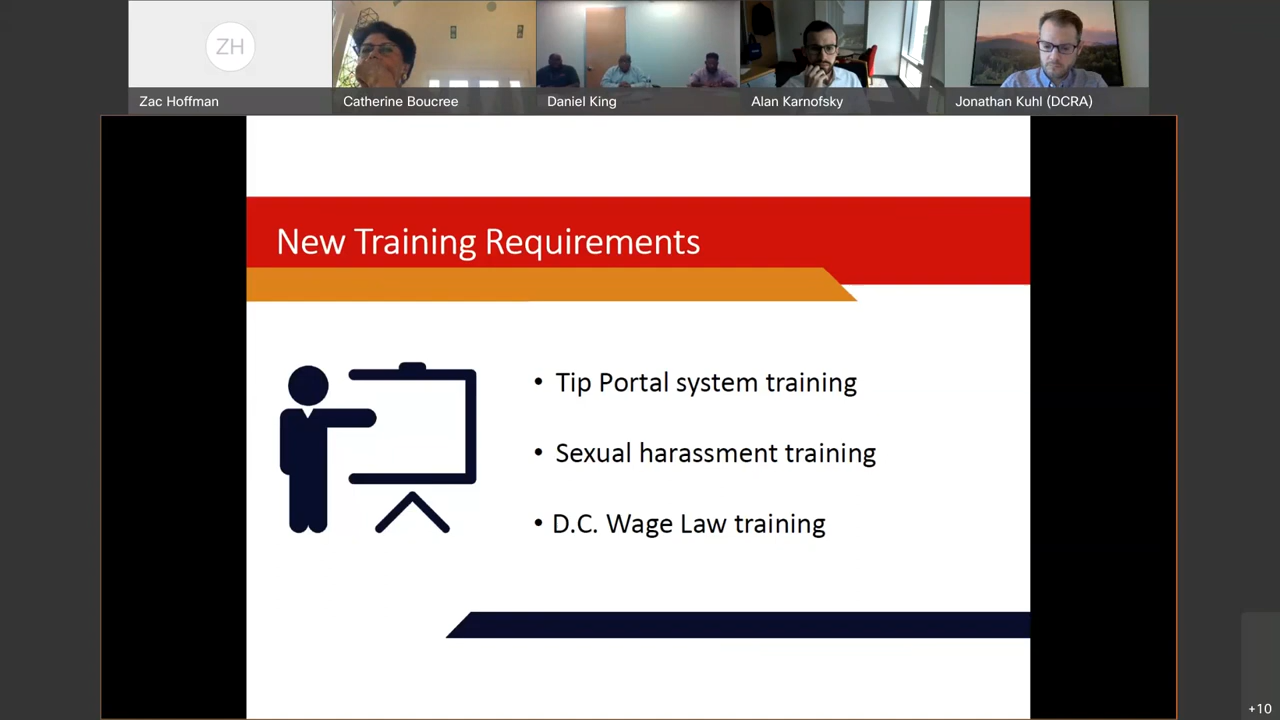 ZH
Zac Hoffman
Catherine Boucree
Daniel King
Alan Karnofsky
Jonathan Kuhl (DCRA)
New Training Requirements
• Tip Portal system training
• Sexual harassment training
• D.C. Wage Law training
+10